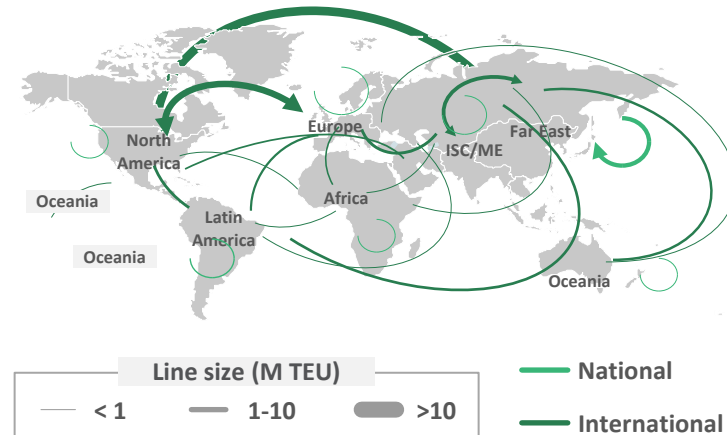 North
America
Europe
ISC/ME
Far East
Africa
Oceania
Latin
America
Oceania
Oceania
Line size (M TEU)
< 1
1-10
>10
National
International